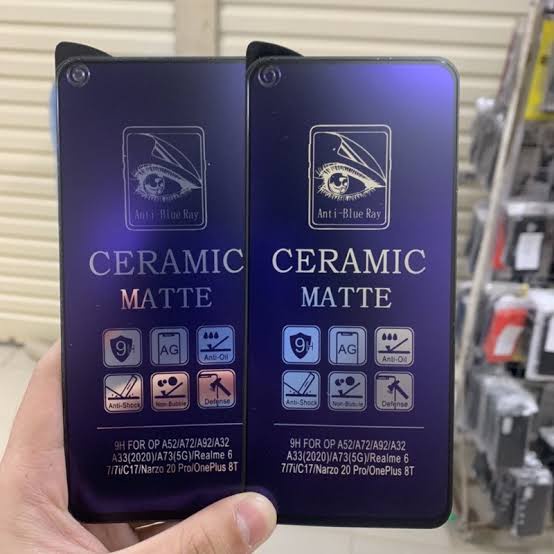 Anti-Blue Ray
CERAMIC
MATTE
9H
AG
Anti-Oil
Anti-Shock
Non-Bubble
Defense
9H FOR OP A52/A72/A92/A32
A33(2020)/A73(5G)/Realme 6
7/7i/C17/Narzo 20 Pro/OnePlus 8T
Anti-Blue Ray
CERAMIC
MATTE
9H
AG
Anti-Oil
Anti-Shock
Non-Bubule
Defense
9H FOR OP A52/A72/A92/A32
A33(2020)/A73(5G)/Realme 6
7/7i/C17/Narzo 20 Pro/OnePlus 8T